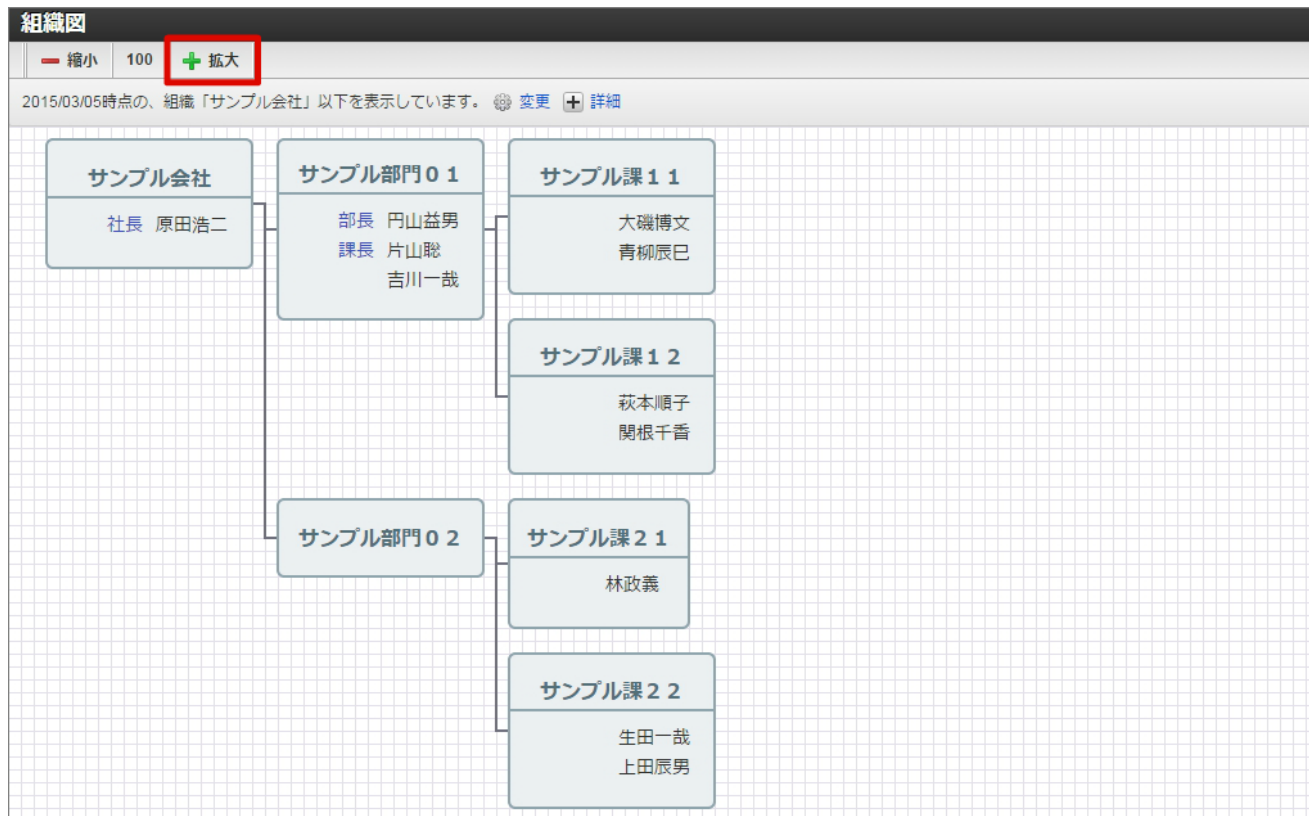 組織図
縮小 100 拡大
2015/03/05時点の、組織「サンプル会社」以下を表示しています。 変更 詳細
サンプル会社
社長 原田浩二
サンプル部門０１
部長 円山益男
課長 片山聡
吉川一哉
サンプル課１１
大磯博文
青柳辰巳
サンプル課１２
萩本順子
関根千香
サンプル部門０２
サンプル課２１
林政義
サンプル課２２
生田一哉
上田辰男